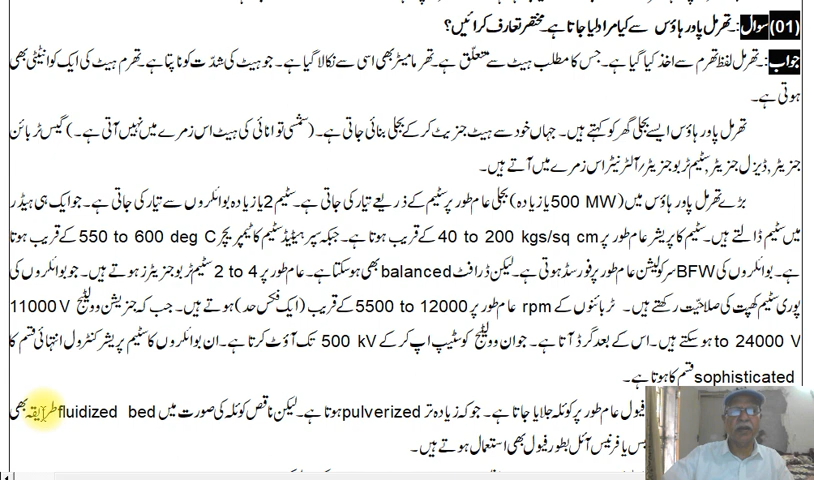 (01) سوال :۔ تھرمل پاور ہاؤس سے کیا مراد لیا جاتا ہے۔ مختصر تعارف کرائیں؟
جواب :۔ تھرمل لفظ تھرم سے اخذ کیا گیا ہے۔ جس کا مطلب ہیٹ سے متعلّق ہے۔ تھرمامیٹر بھی اسی سے نکالا گیا ہے۔ جو ہیٹ کی شدّت کو ناپتا ہے۔ تھرم ہیٹ کی ایک کوانٹیٹی بھی
ہوتی ہے۔
تھرمل پاور ہاؤس ایسے بجلی گھر کو کہتے ہیں۔ جہاں خود سے ہیٹ جنریٹ کر کے بجلی بنائی جاتی ہے۔ (شمسی توانائی کی ہیٹ اس زمرے میں نہیں آتی ہے۔) گیس ٹربائن
جنریٹر، ڈیزل جنریٹر، سٹیم ٹربو جنریٹر/آلٹرنیٹر اس زمرے میں آتے ہیں۔
بڑے تھرمل پاور ہاؤس میں (500 MW یا زیادہ) بجلی عام طور پر سٹیم کے ذریعے تیار کی جاتی ہے۔ سٹیم 2 یا زیادہ بوائلروں سے تیار کی جاتی ہے۔ جو ایک ہی ہیڈر
میں سٹیم ڈالتے ہیں۔ سٹیم کا پریشر عام طور پر 40 to 200 kgs/sq cm کے قریب ہوتا ہے۔ جبکہ سپر ہیٹیڈ سٹیم کا ٹیمپریچر 550 to 600 deg C کے قریب ہوتا
ہے۔ بوائلروں کی BFW سرکولیشن عام طور پر فورسڈ ہوتی ہے۔ لیکن ڈرافٹ balanced بھی ہو سکتا ہے۔ عام طور پر 2 to 4 سٹیم ٹربو جنریٹرز ہوتے ہیں۔ جو بوائلروں کی
پوری سٹیم کھپت کی صلاحیّت رکھتے ہیں۔ ٹربائنوں کے rpm عام طور پر 5500 to 12000 کے قریب (ایک فکس حد) ہوتے ہیں۔ جب کہ جنریشن وولٹیج 11000 V
to 24000 V ہو سکتے ہیں۔ اس کے بعد گرڈ آتا ہے۔ جو ان وولٹیج کو سٹیپ اپ کر کے 500 kV تک آؤٹ کرتا ہے۔ ان بوائلروں کا سٹیم پریشر کنٹرول انتہائی قسم کا
sophisticated قسم کا ہوتا ہے۔
فیول عام طور پر کوئلہ جلایا جاتا ہے۔ جو کہ زیادہ تر pulverized ہوتا ہے۔ لیکن ناقص کوئلہ کی صورت میں fluidized bed طریقہ بھی
یا فرنیس آئل بطور فیول بھی استعمال ہوتے ہیں۔